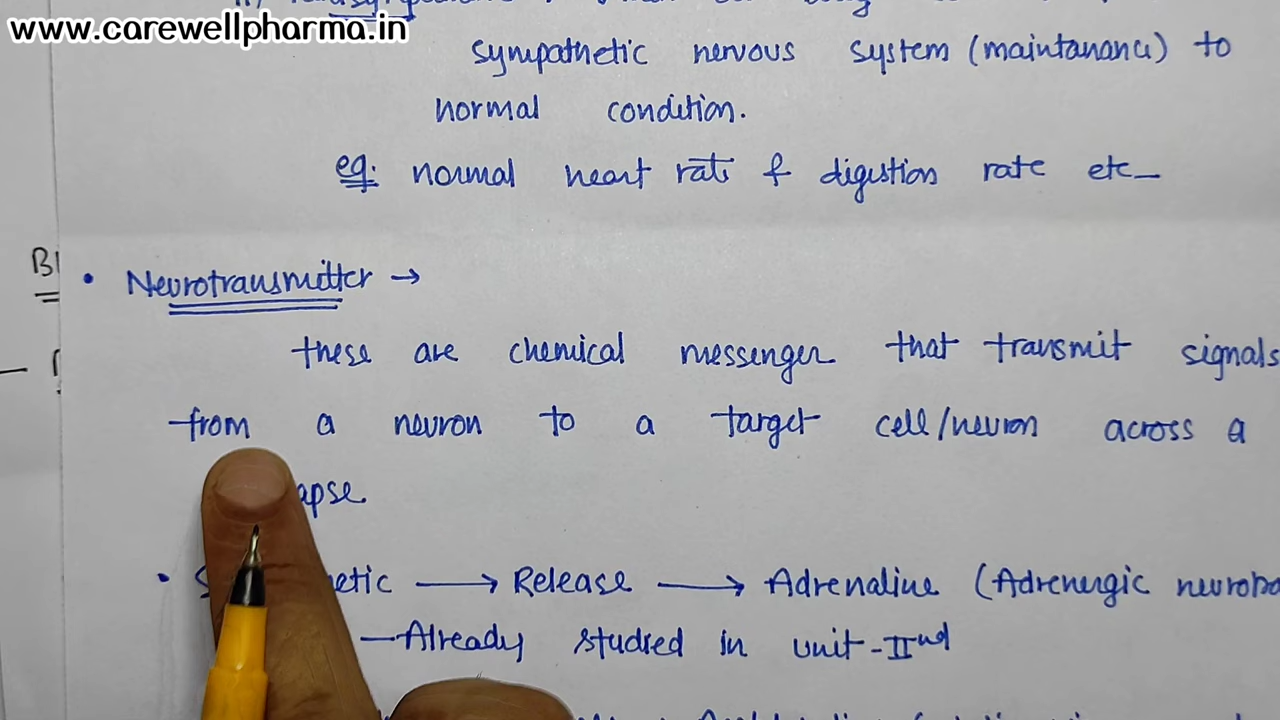 www.carewellpharma.in
sympathetic nervous system (maintanance) to
normal condition.
eg: normal heart rate & digestion rate etc_
• Neurotransmitter →
these are chemical messenger that transmit signals
from a neuron to a target cell/neuron across a
apse.
• S etic → Release → Adrenaline (Adrenergic
— Already studied in unit-IInd